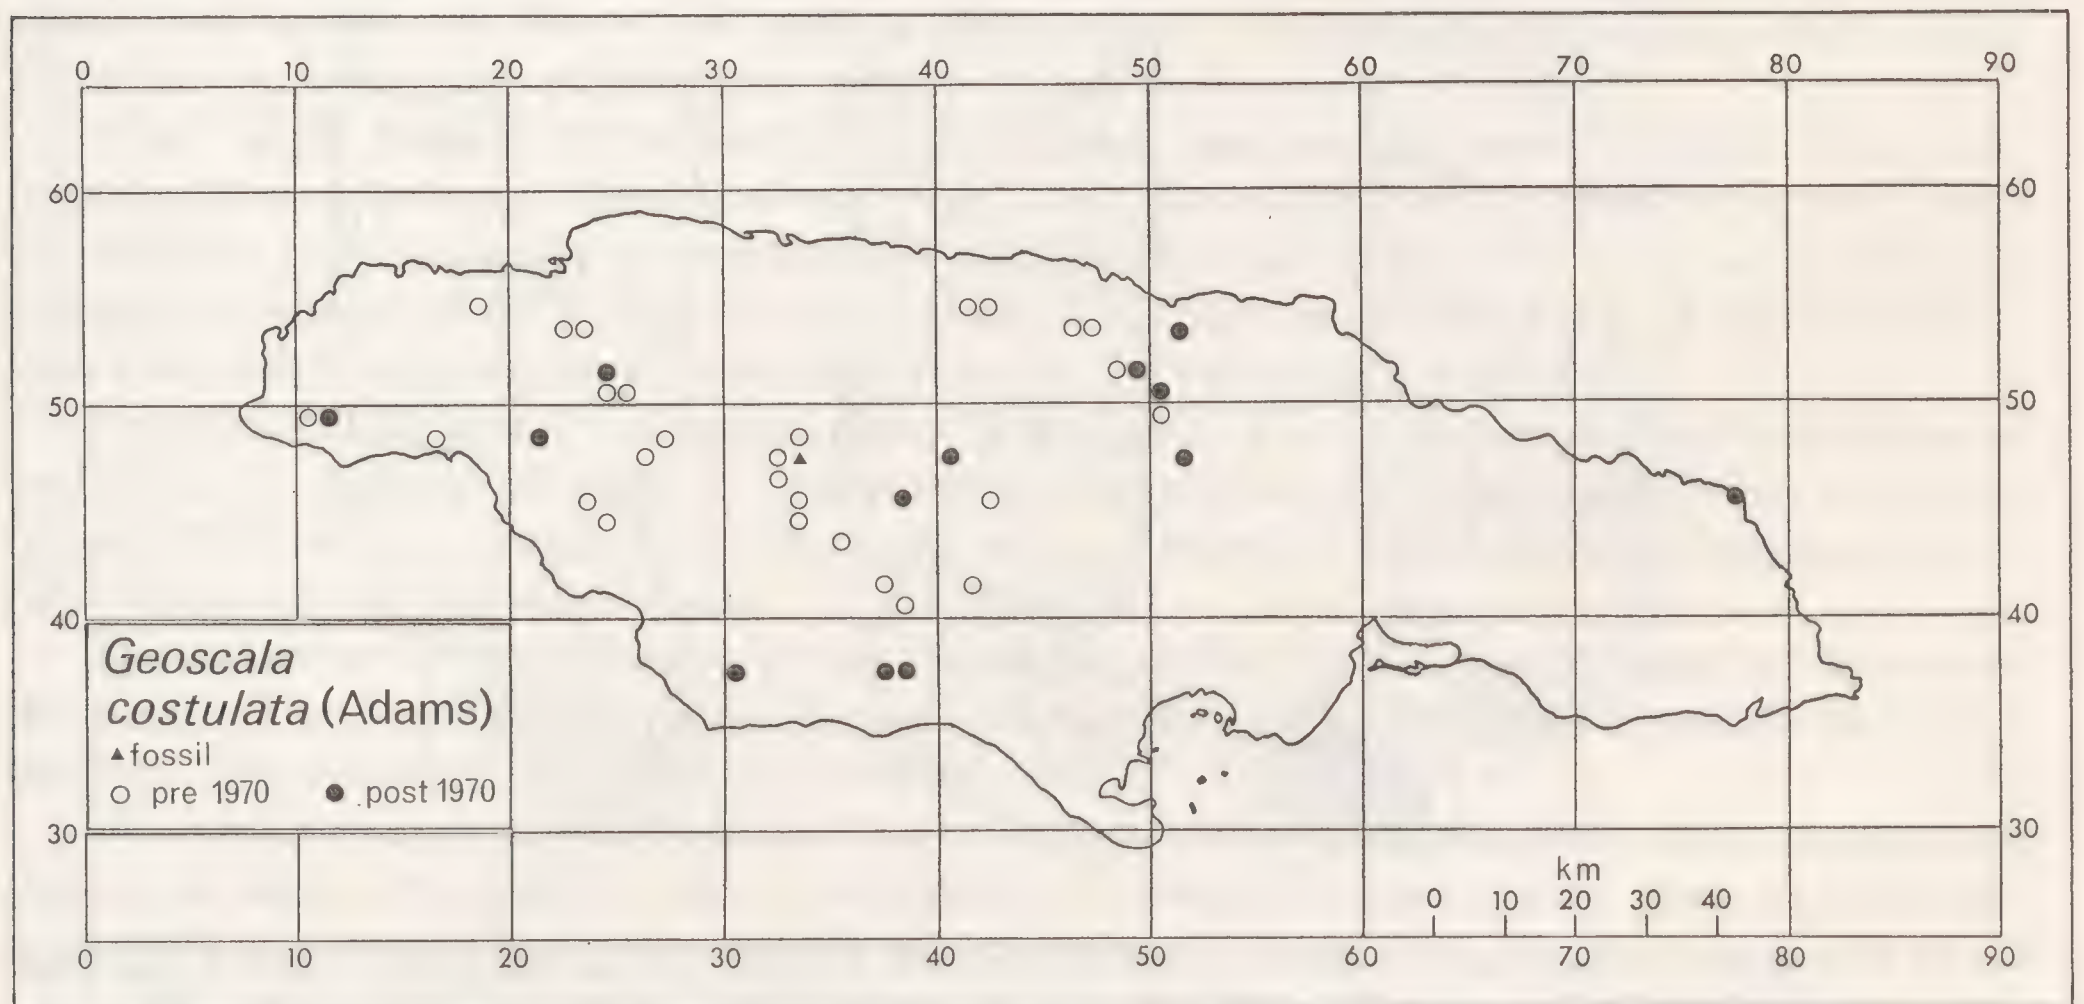 0 10 20 30 40 50 60 70 80 90
60 60
50 50
40 40
Geoscala
costulata (Adams)
▲ fossil
○ pre 1970 ● post 1970
30 30
km
0 10 20 30 40
0 10 20 30 40 50 60 70 80 90